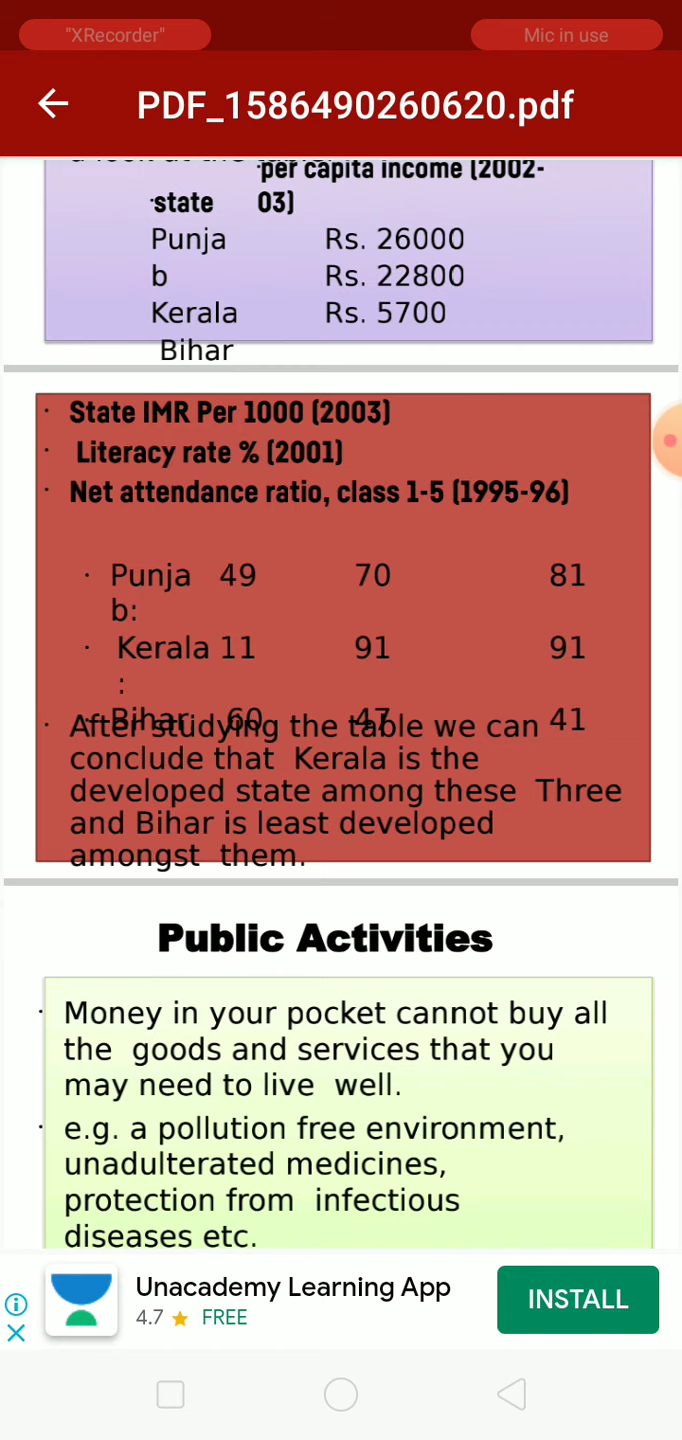 "XRecorder"
Mic in use
PDF_1586490260620.pdf
per capita income (2002-
·state 03)
Punja Rs. 26000
b Rs. 22800
Kerala Rs. 5700
Bihar
· State IMR Per 1000 (2003)
· Literacy rate % (2001)
· Net attendance ratio, class 1-5 (1995-96)
· Punja 49 70 81
b:
· Kerala 11 91 91
:
· Bihar 60 47 41
· After studying the table we can
conclude that Kerala is the
developed state among these Three
and Bihar is least developed
amongst them.
Public Activities
· Money in your pocket cannot buy all
the goods and services that you
may need to live well.
· e.g. a pollution free environment,
unadulterated medicines,
protection from infectious
diseases etc.
Unacademy Learning App
4.7 ★ FREE
INSTALL